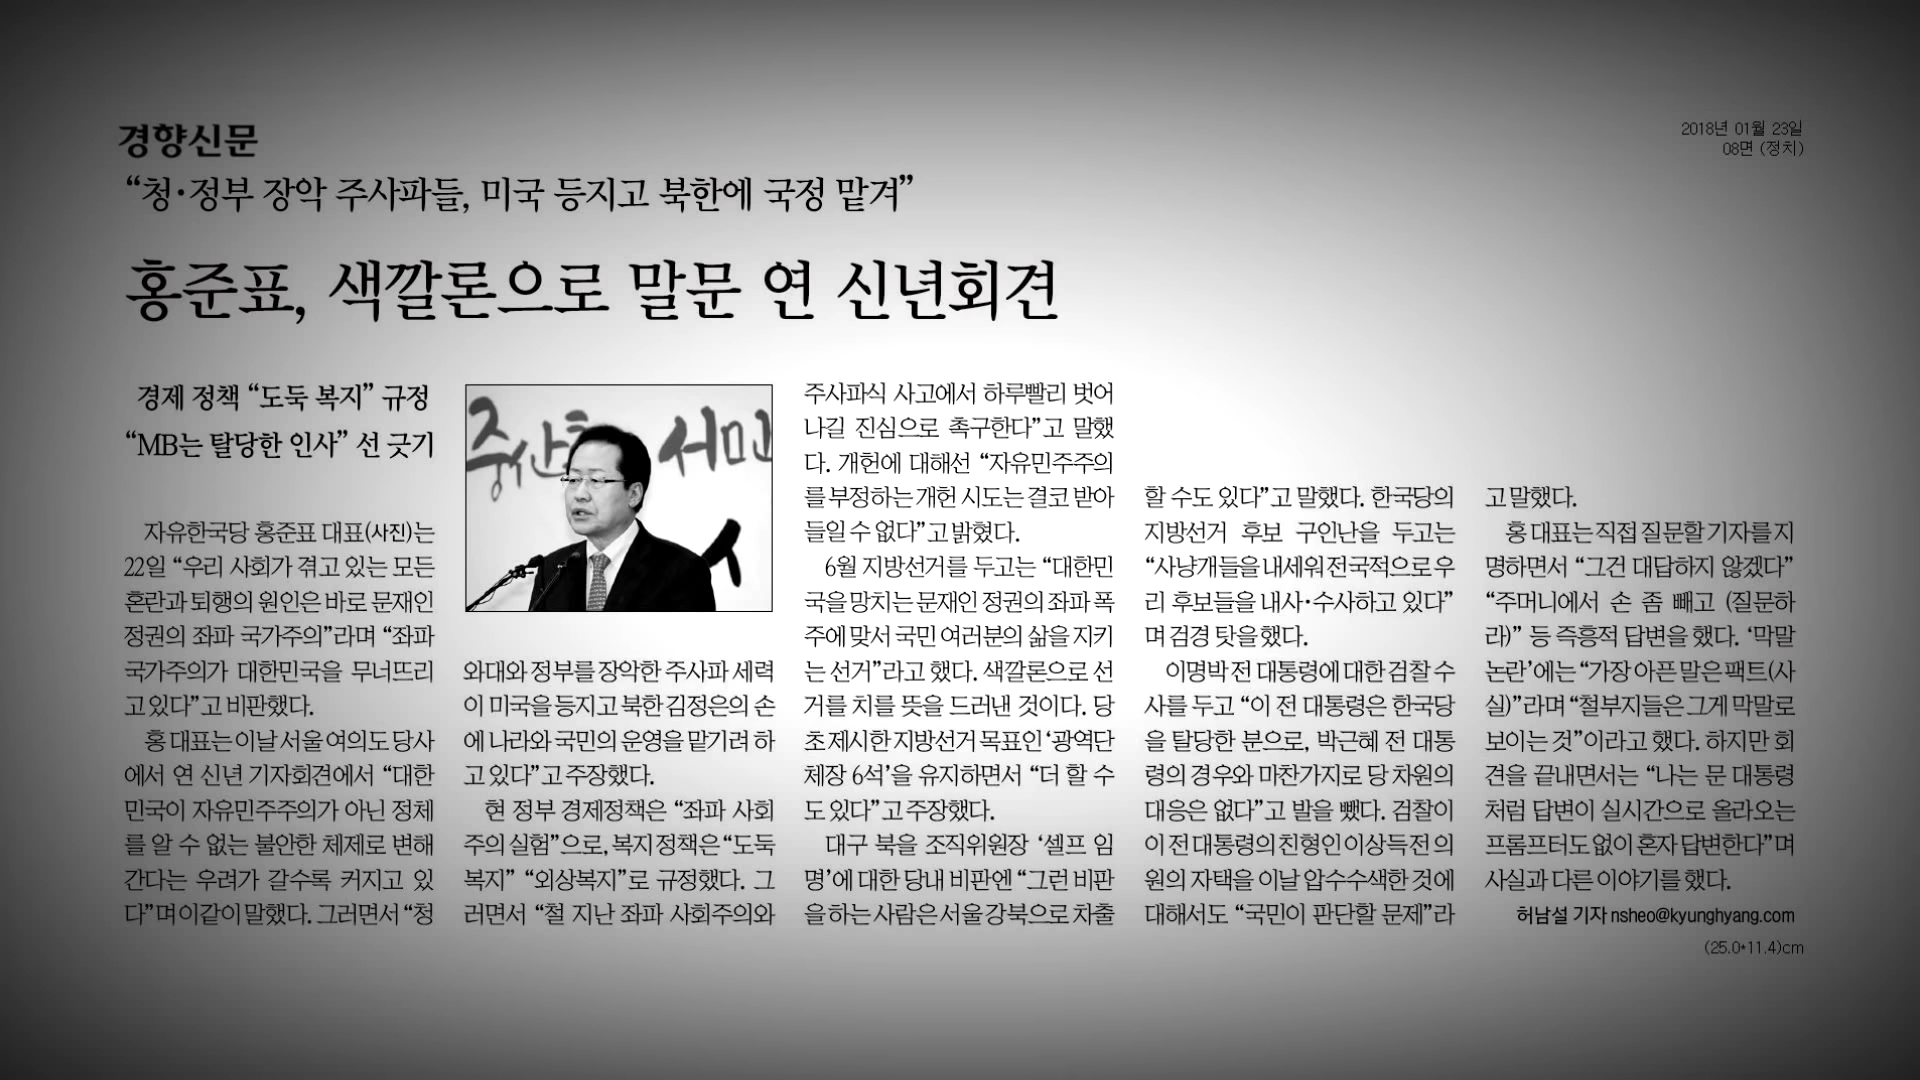 경향신문
2018년 01월 23일
08면 (정치)
“청·정부 장악 주사파들, 미국 등지고 북한에 국정 맡겨”
홍준표, 색깔론으로 말문 연 신년회견
경제 정책 “도둑 복지” 규정
“MB는 탈당한 인사” 선 긋기
자유한국당 홍준표 대표(사진)는
22일 “우리 사회가 겪고 있는 모든
혼란과 퇴행의 원인은 바로 문재인
정권의 좌파 국가주의”라며 “좌파
국가주의가 대한민국을 무너뜨리
고 있다”고 비판했다.
홍 대표는 이날 서울 여의도 당사
에서 연 신년 기자회견에서 “대한
민국이 자유민주주의가 아닌 정체
를 알 수 없는 불안한 체제로 변해
간다는 우려가 갈수록 커지고 있
다”며 이같이 말했다. 그러면서 “청
중산 서민
와대와 정부를 장악한 주사파 세력
이 미국을 등지고 북한 김정은의 손
에 나라와 국민의 운영을 맡기려 하
고 있다”고 주장했다.
현 정부 경제정책은 “좌파 사회
주의 실험”으로, 복지 정책은 “도둑
복지” “외상복지”로 규정했다. 그
러면서 “철 지난 좌파 사회주의와
주사파식 사고에서 하루빨리 벗어
나길 진심으로 촉구한다”고 말했
다. 개헌에 대해선 “자유민주주의
를 부정하는 개헌 시도는 결코 받아
들일 수 없다”고 밝혔다.
6월 지방선거를 두고는 “대한민
국을 망치는 문재인 정권의 좌파 폭
주에 맞서 국민 여러분의 삶을 지키
는 선거”라고 했다. 색깔론으로 선
거를 치를 뜻을 드러낸 것이다. 당
초 제시한 지방선거 목표인 ‘광역단
체장 6석’을 유지하면서 “더 할 수
도 있다”고 주장했다.
대구 북을 조직위원장 ‘셀프 임
명’에 대한 당내 비판엔 “그런 비판
을 하는 사람은 서울 강북으로 차출
할 수도 있다”고 말했다. 한국당의
지방선거 후보 구인난을 두고는
“사냥개들을 내세워 전국적으로 우
리 후보들을 내사·수사하고 있다”
며 검경 탓을 했다.
이명박 전 대통령에 대한 검찰 수
사를 두고 “이 전 대통령은 한국당
을 탈당한 분으로, 박근혜 전 대통
령의 경우와 마찬가지로 당 차원의
대응은 없다”고 발을 뺐다. 검찰이
이 전 대통령의 친형인 이상득 전 의
원의 자택을 이날 압수수색한 것에
대해서도 “국민이 판단할 문제”라
고 말했다.
홍 대표는 직접 질문할 기자를 지
명하면서 “그건 대답하지 않겠다”
“주머니에서 손 좀 빼고 (질문하
라)” 등 즉흥적 답변을 했다. ‘막말
논란’에는 “가장 아픈 말은 팩트(사
실)”라며 “철부지들은 그게 막말로
보이는 것”이라고 했다. 하지만 회
견을 끝내면서는 “나는 문 대통령
처럼 답변이 실시간으로 올라오는
프롬프터도 없이 혼자 답변한다”며
사실과 다른 이야기를 했다.
허남설 기자 nsheo@kyunghyang.com
(25.0*11.4)cm